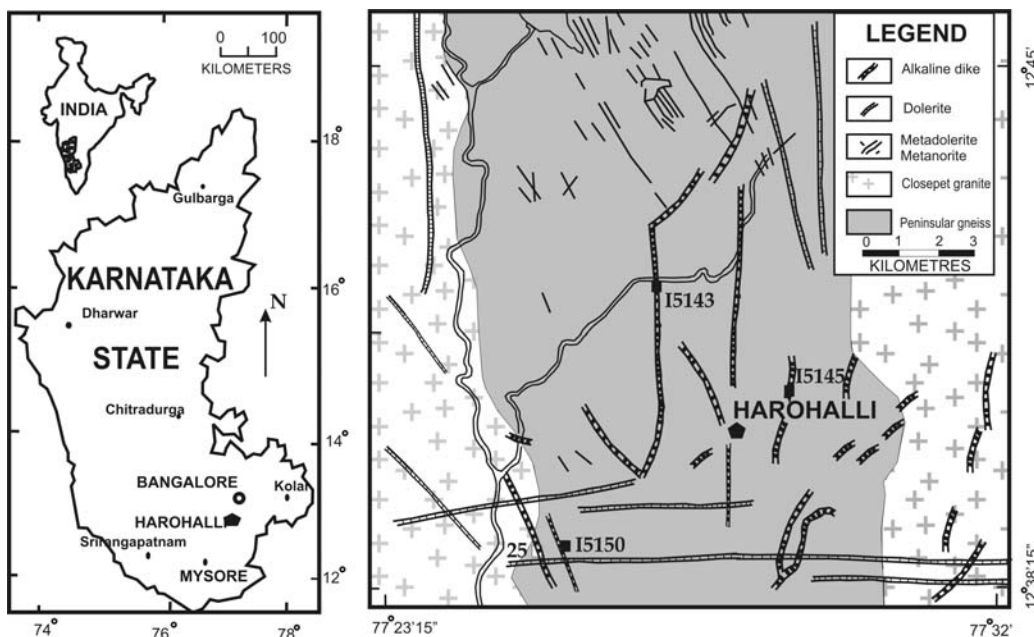 0 100
KILOMETERS
INDIA
18°
Gulbarga
KARNATAKA
16°
Dharwar
N
STATE
Chitradurga
14°
BANGALORE
Kolar
HAROHALLI
Srirangapatnam
MYSORE
12°
74° 76° 78°
LEGEND
Alkaline dike
Dolerite
Metadolerite
Metanorite
Closepet granite
Peninsular gneiss
0 1 2 3
KILOMETRES
12°45'
I5143
I5145
HAROHALLI
I5150
25
12°38'15"
77°23'15" 77°32'